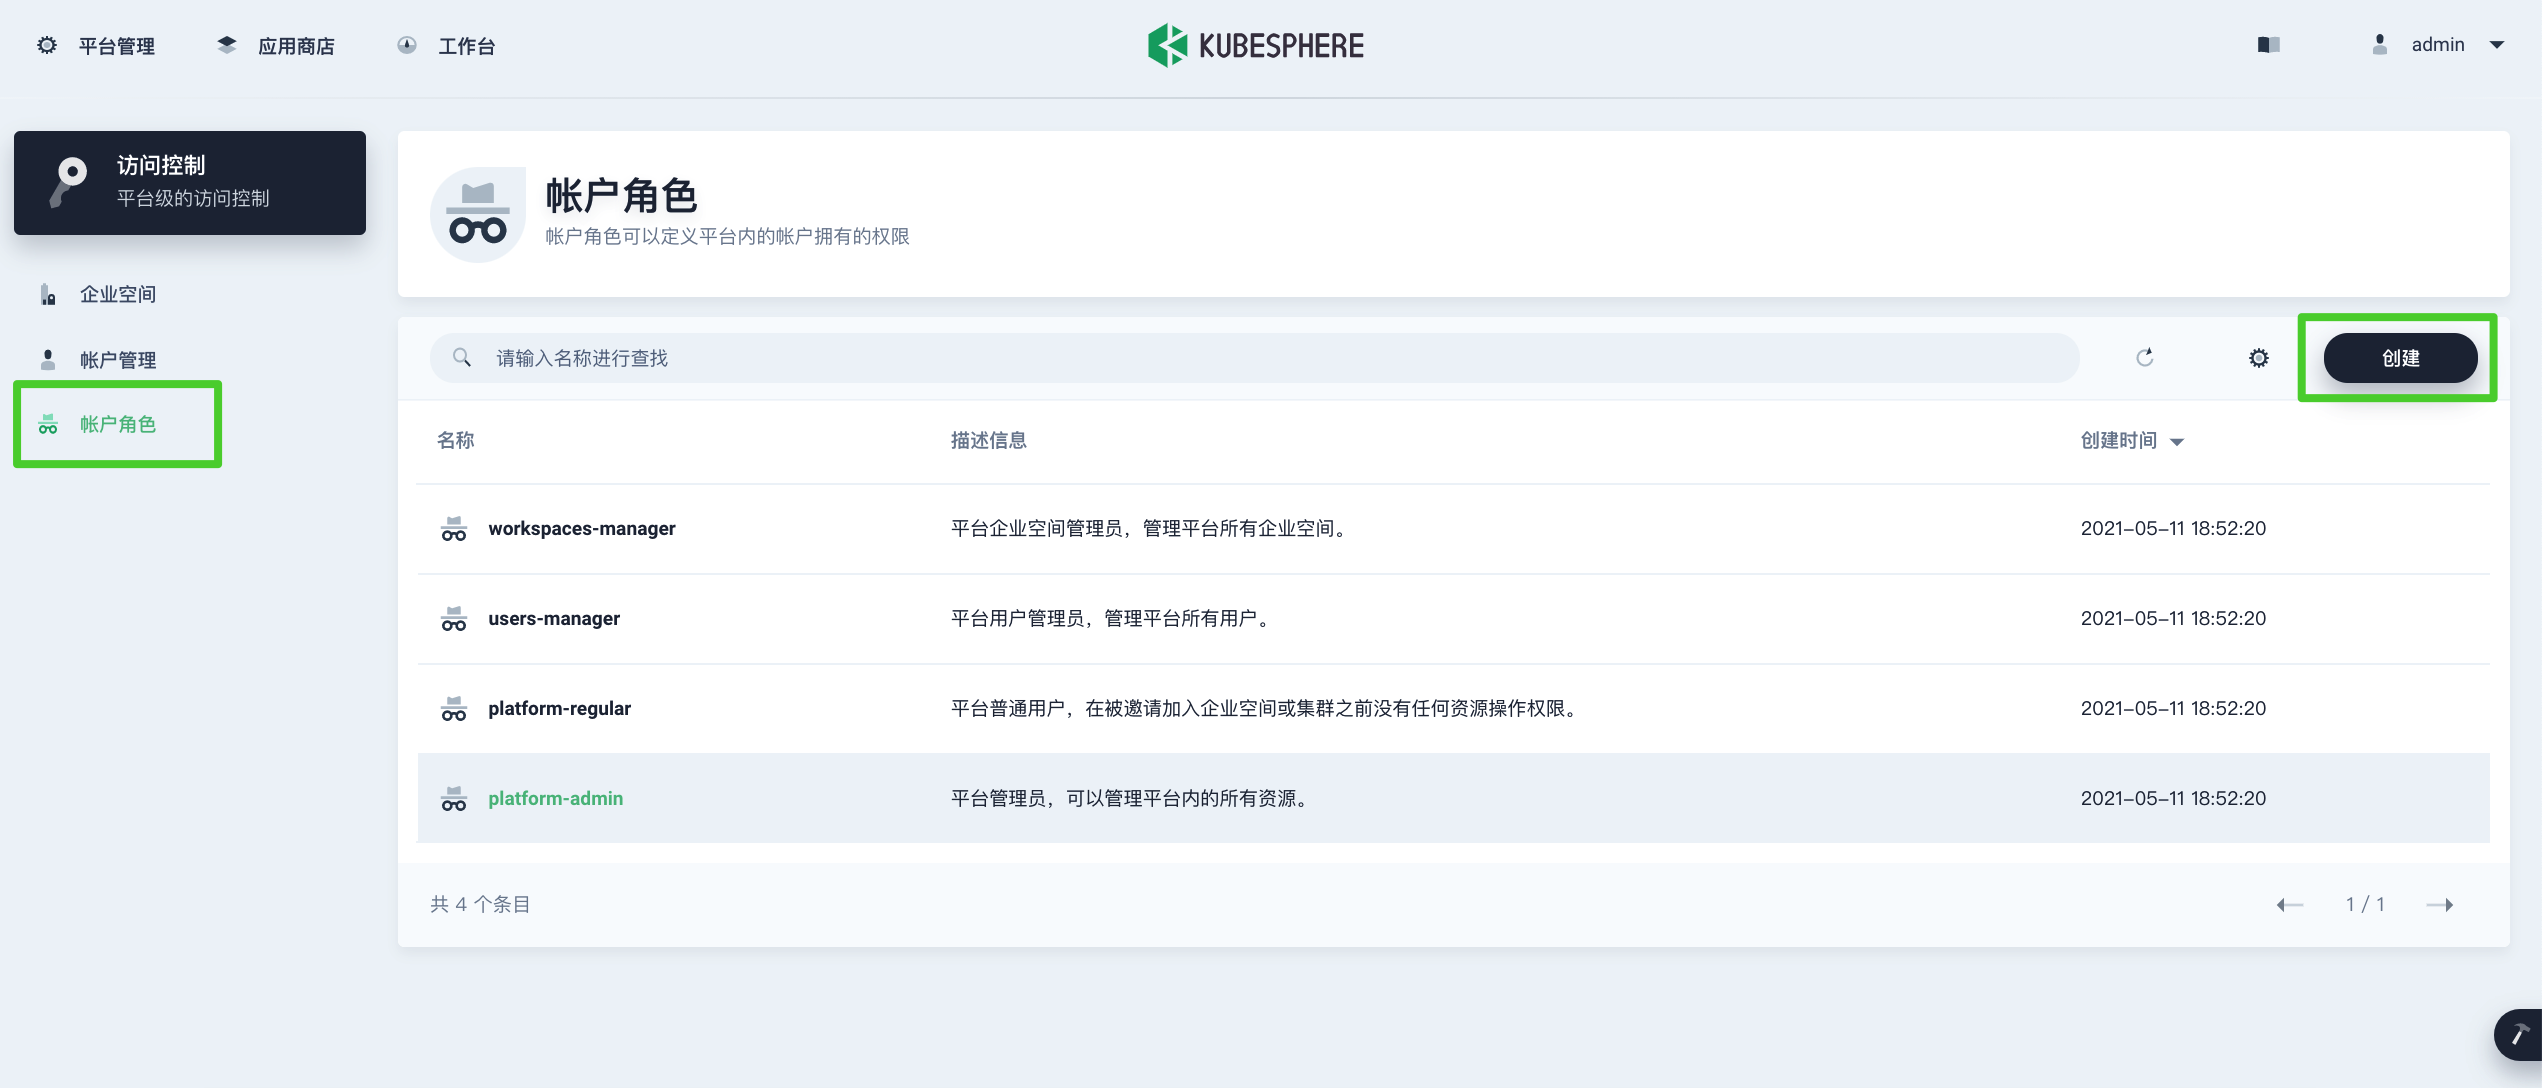 平台管理 应用商店 工作台 KUBESPHERE admin
访问控制
平台级的访问控制
企业空间
帐户管理
帐户角色
帐户角色
帐户角色可以定义平台内的帐户拥有的权限
请输入名称进行查找 创建
名称 描述信息 创建时间
workspaces-manager 平台企业空间管理员，管理平台所有企业空间。 2021-05-11 18:52:20
users-manager 平台用户管理员，管理平台所有用户。 2021-05-11 18:52:20
platform-regular 平台普通用户，在被邀请加入企业空间或集群之前没有任何资源操作权限。 2021-05-11 18:52:20
platform-admin 平台管理员，可以管理平台内的所有资源。 2021-05-11 18:52:20
共 4 个条目 1 / 1